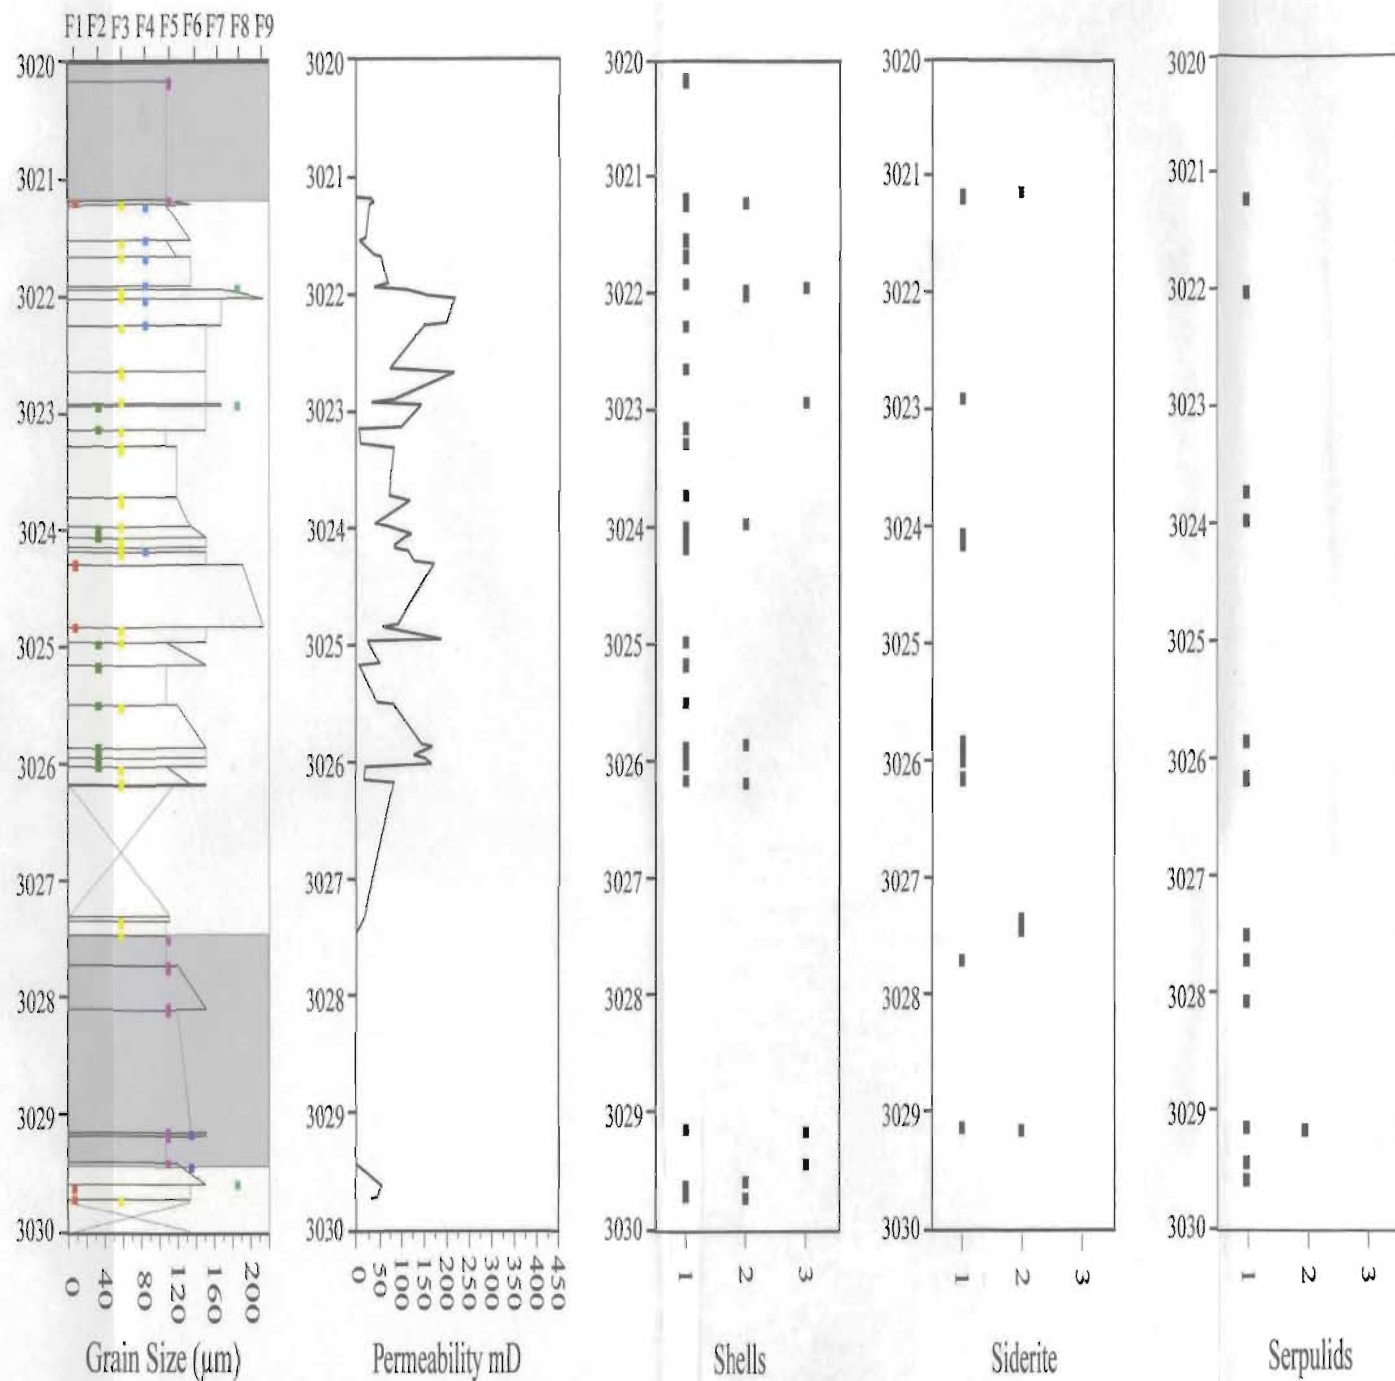 F1 F2 F3 F4 F5 F6 F7 F8 F9
3020 3020 3020 3020 3020
3021 3021 3021 3021 3021
3022 3022 3022 3022 3022
3023 3023 3023 3023 3023
3024 3024 3024 3024 3024
3025 3025 3025 3025 3025
3026 3026 3026 3026 3026
3027 3027 3027 3027 3027
3028 3028 3028 3028 3028
3029 3029 3029 3029 3029
3030 3030 3030 3030 3030
0 40 80 120 160 200 0 50 100 150 200 250 300 350 400 450 1 2 3 1 2 3 1 2 3
Grain Size (µm) Permeability mD Shells Siderite Serpulids